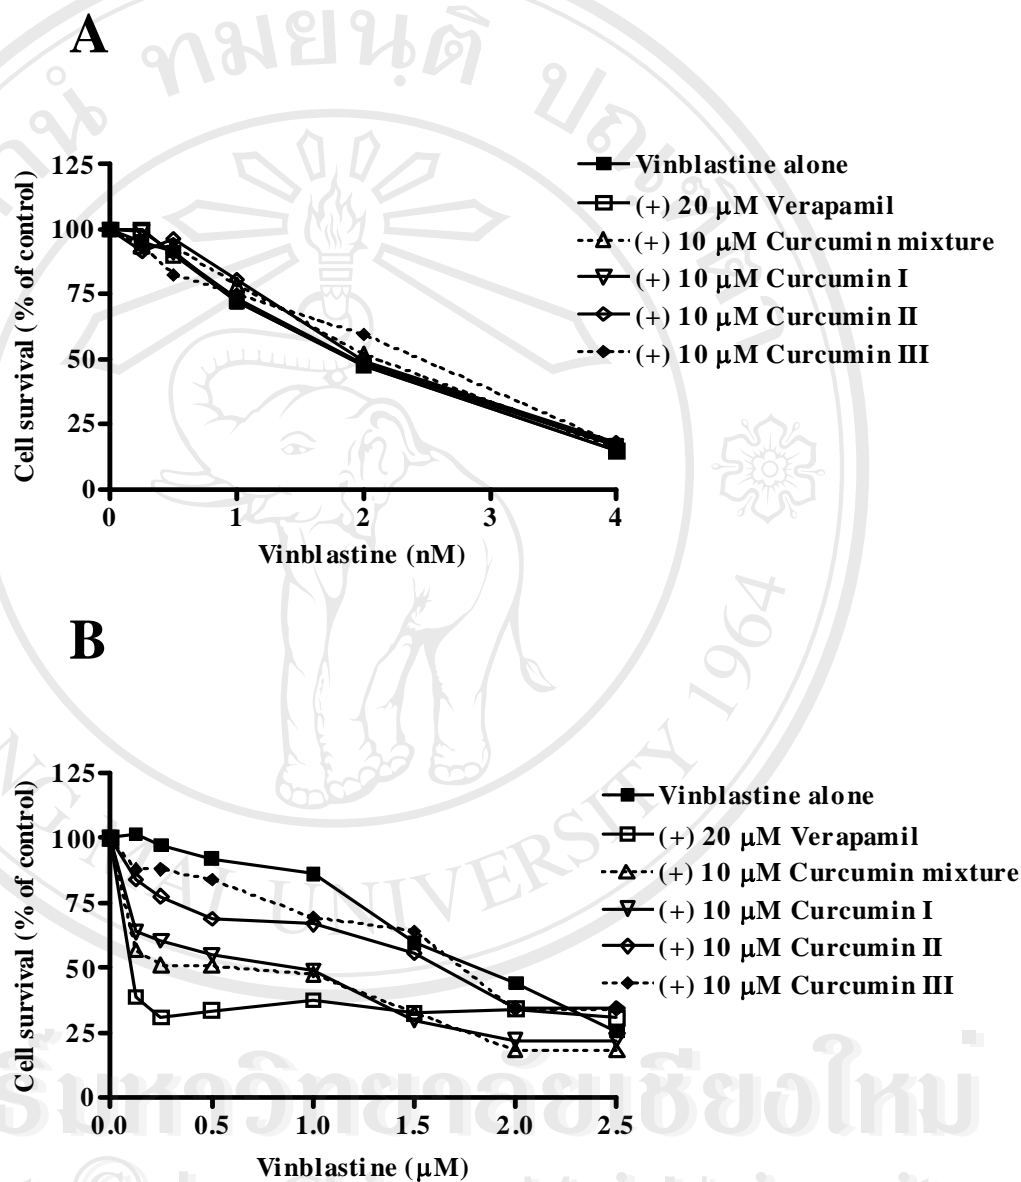 A
125
100
75
50
25
0
Cell survival (% of control)
0 1 2 3 4
Vinblastine (nM)
Vinblastine alone
(+) 20 μM Verapamil
(+) 10 μM Curcumin mixture
(+) 10 μM Curcumin I
(+) 10 μM Curcumin II
(+) 10 μM Curcumin III
B
125
100
75
50
25
0
Cell survival (% of control)
0.0 0.5 1.0 1.5 2.0 2.5
Vinblastine (μM)
Vinblastine alone
(+) 20 μM Verapamil
(+) 10 μM Curcumin mixture
(+) 10 μM Curcumin I
(+) 10 μM Curcumin II
(+) 10 μM Curcumin III
UNIVERSITY 1964